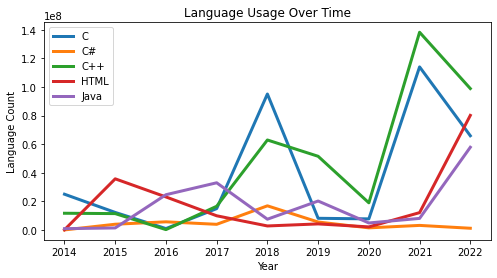 Language Usage Over Time
1e8
1.4
1.2
1.0
0.8
0.6
0.4
0.2
0.0
Language Count
C
C#
C++
HTML
Java
2014 2015 2016 2017 2018 2019 2020 2021 2022
Year